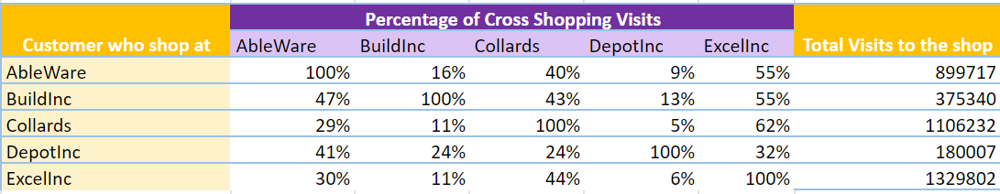 Percentage of Cross Shopping Visits
Customer who shop at AbleWare BuildInc Collards DepotInc ExcelInc Total Visits to the shop
AbleWare 100% 16% 40% 9% 55% 899717
BuildInc 47% 100% 43% 13% 55% 375340
Collards 29% 11% 100% 5% 62% 1106232
DepotInc 41% 24% 24% 100% 32% 180007
ExcelInc 30% 11% 44% 6% 100% 1329802